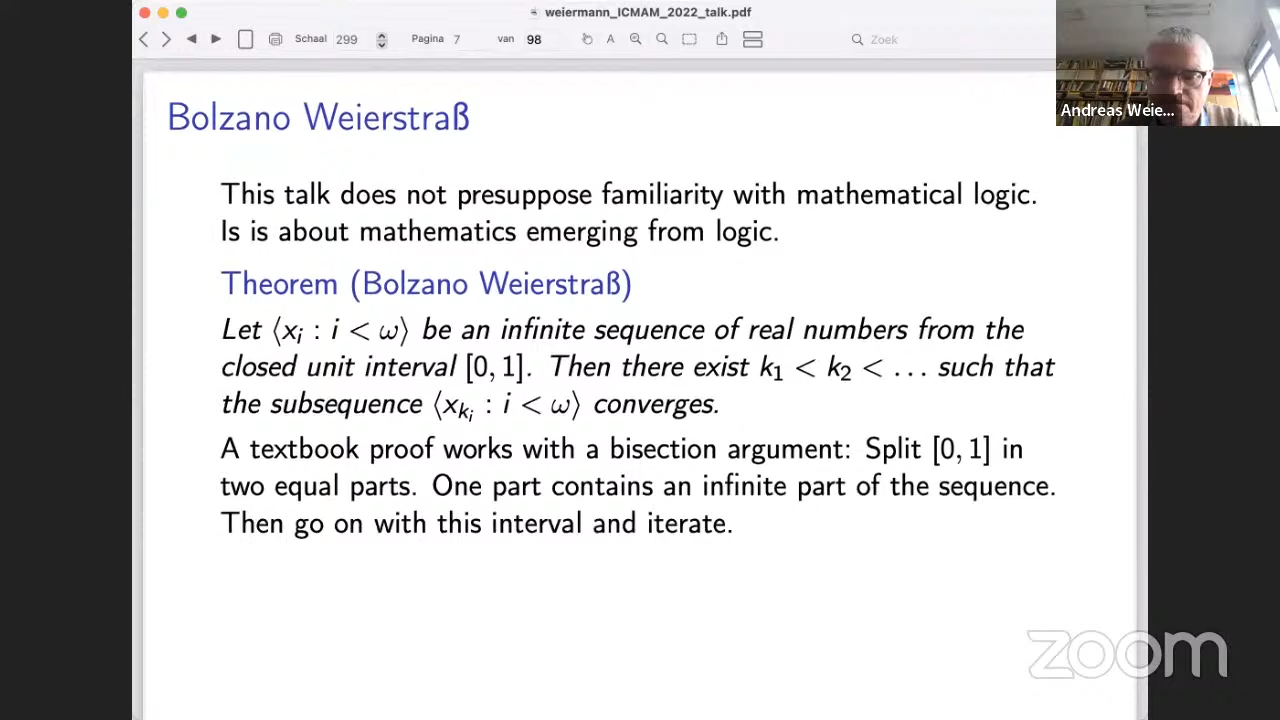 weiermann_ICMAM_2022_talk.pdf
Schaal 299 Pagina 7 van 98 A Zoek
Andreas Weie...
Bolzano Weierstraß
This talk does not presuppose familiarity with mathematical logic.
Is is about mathematics emerging from logic.
Theorem (Bolzano Weierstraß)
Let ⟨xᵢ : i < ω⟩ be an infinite sequence of real numbers from the
closed unit interval [0, 1]. Then there exist k₁ < k₂ < . . . such that
the subsequence ⟨x_{k_i} : i < ω⟩ converges.
A textbook proof works with a bisection argument: Split [0, 1] in
two equal parts. One part contains an infinite part of the sequence.
Then go on with this interval and iterate.
zoom